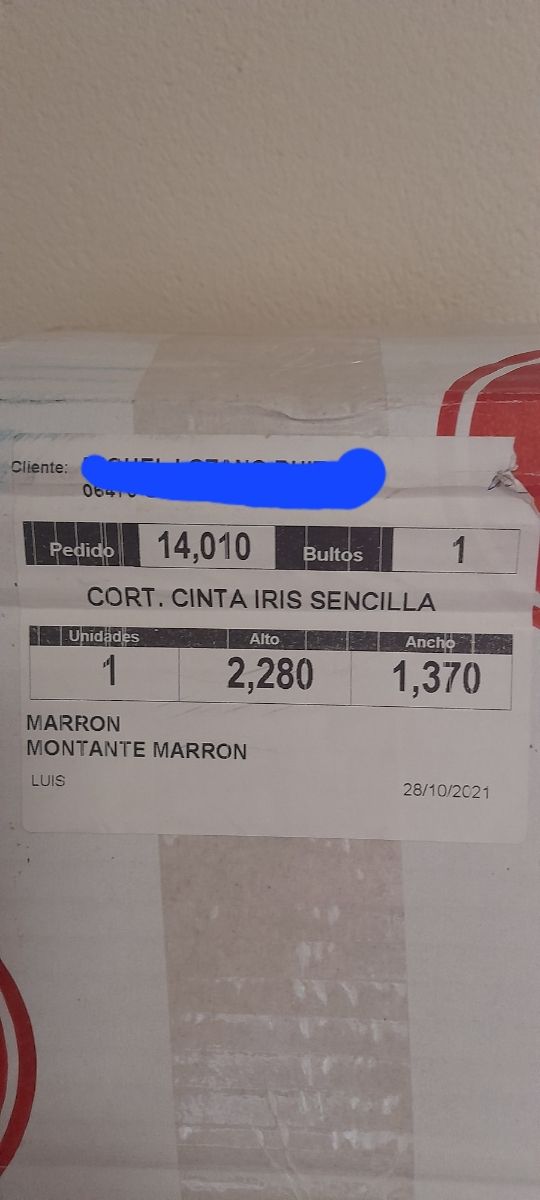 Cliente:
Pedido 14,010 Bultos 1
CORT. CINTA IRIS SENCILLA
Unidades Alto Ancho
1 2,280 1,370
MARRON
MONTANTE MARRON
LUIS 28/10/2021